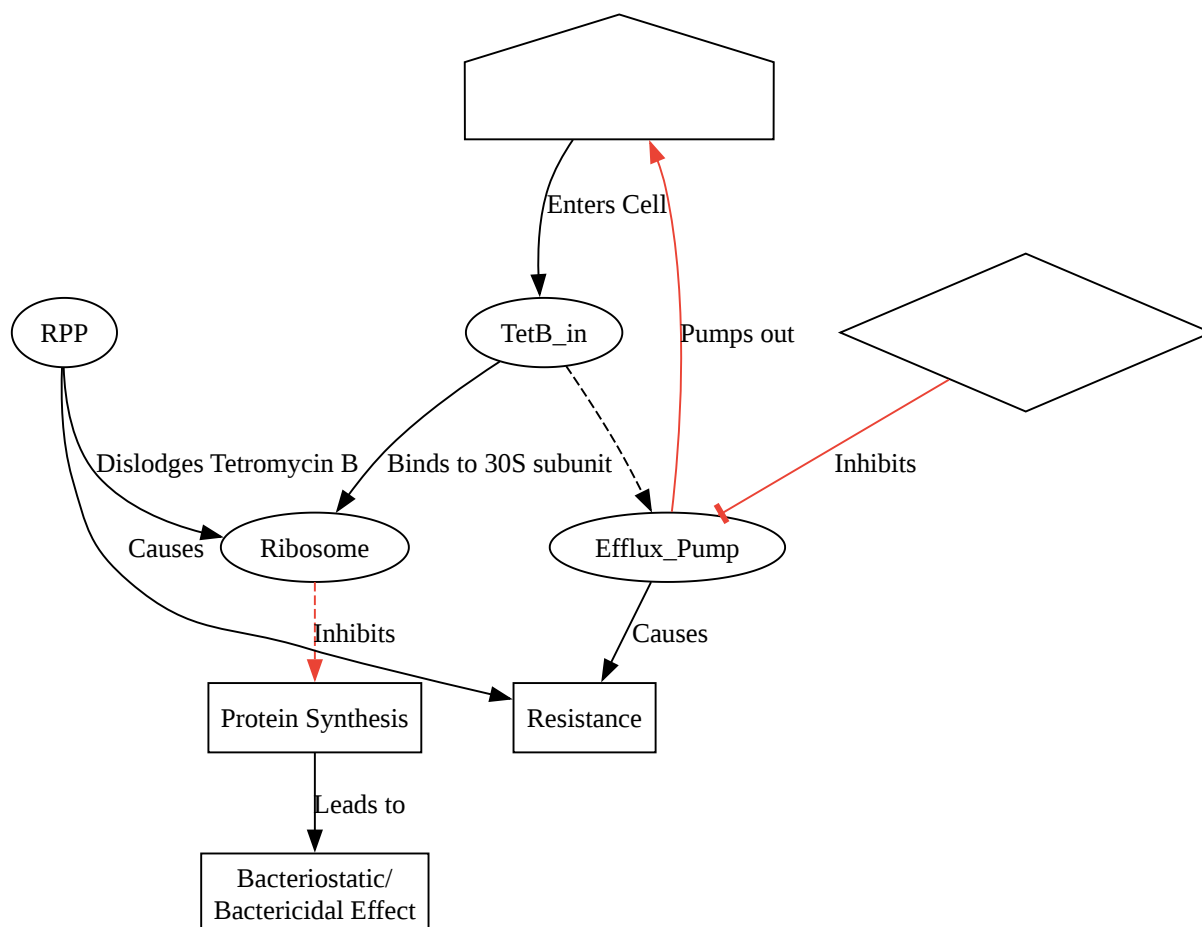 Enters Cell
RPP
TetB_in
Pumps out
Dislodges Tetromycin B
Binds to 30S subunit
Inhibits
Causes
Ribosome
Efflux_Pump
Inhibits
Causes
Protein Synthesis
Resistance
Leads to
Bacteriostatic/
Bactericidal Effect